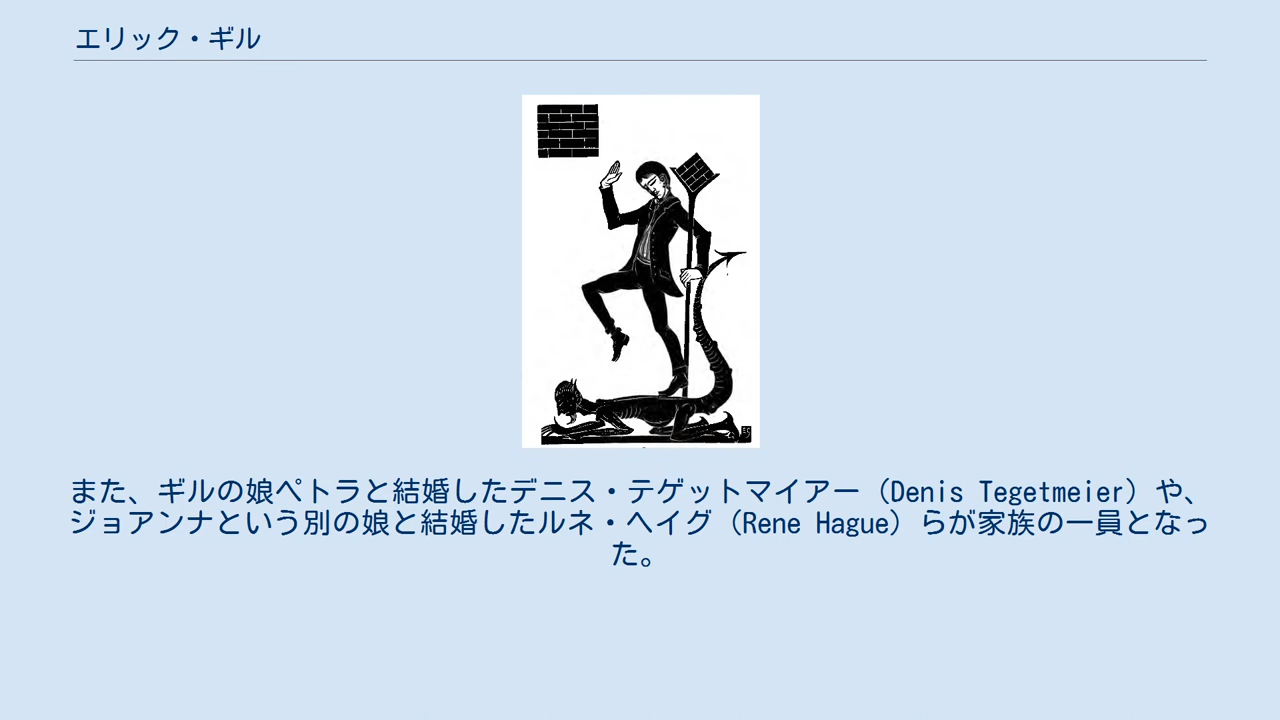 エリック・ギル
また、ギルの娘ペトラと結婚したデニス・テゲットマイアー（Denis Tegetmeier）や、
ジョアンナという別の娘と結婚したルネ・ヘイグ（Rene Hague）らが家族の一員となっ
た。